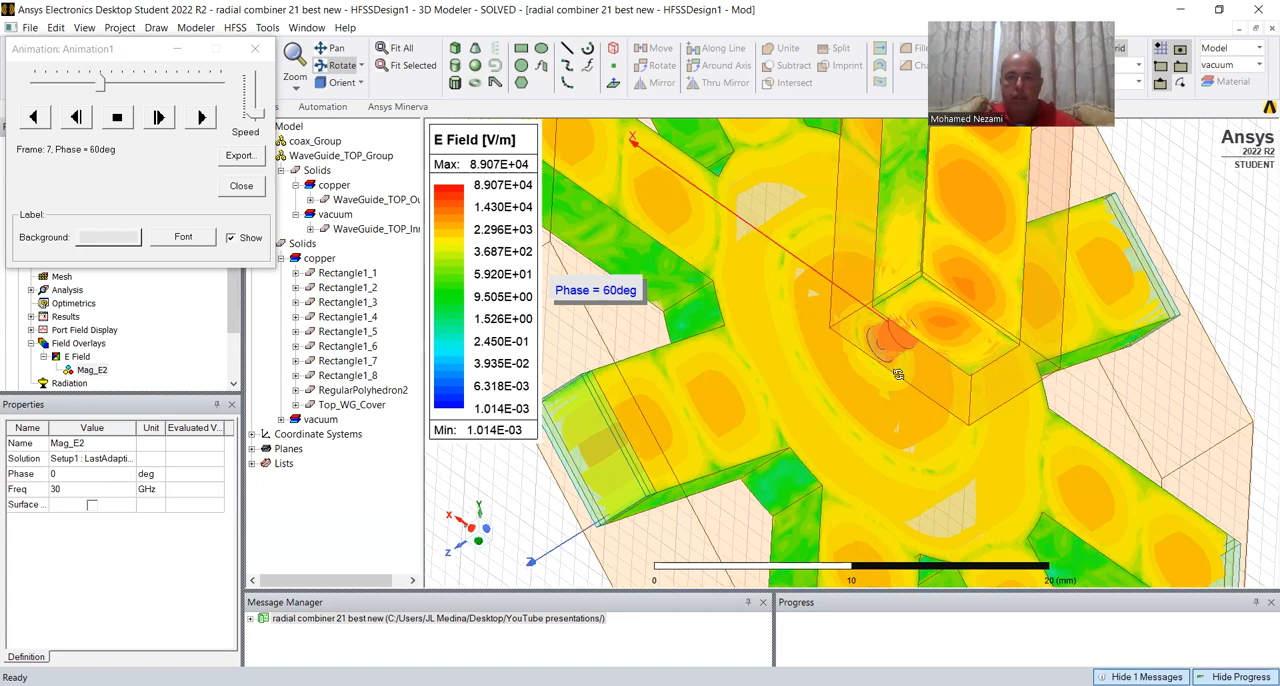 Ansys Electronics Desktop Student 2022 R2 - radial combiner 21 best new - HFSSDesign1 - 3D Modeler - SOLVED - [radial combiner 21 best new - HFSSDesign1 - Mod]
File Edit View Project Draw Modeler HFSS Tools Window Help
Animation: Animation1
Speed
Frame: 7, Phase = 60deg
Export...
Close
Label:
Background:
Font
Show
Zoom
Pan
Rotate
Orient
Fit All
Fit Selected
Move
Rotate
Mirror
Along Line
Around Axis
Thru Mirror
Unite
Subtract
Intersect
Split
Imprint
Model
vacuum
Material
Automation
Ansys Minerva
Mohamed Nezami
Ansys
2022 R2
STUDENT
Mesh
Analysis
Optimetrics
Results
Port Field Display
Field Overlays
E Field
Mag_E2
Radiation
Model
coax_Group
WaveGuide_TOP_Group
Solids
copper
WaveGuide_TOP_Ou
vacuum
WaveGuide_TOP_Inn
Solids
copper
Rectangle1_1
Rectangle1_2
Rectangle1_3
Rectangle1_4
Rectangle1_5
Rectangle1_6
Rectangle1_7
Rectangle1_8
RegularPolyhedron2
Top_WG_Cover
vacuum
Coordinate Systems
Planes
Lists
E Field [V/m]
Max: 8.907E+04
8.907E+04
1.430E+04
2.296E+03
3.687E+02
5.920E+01
9.505E+00
1.526E+00
2.450E-01
3.935E-02
6.318E-03
1.014E-03
Min: 1.014E-03
Phase = 60deg
X
Z
Y
X
Z
0 10 20 (mm)
Properties
Name Value Unit Evaluated V...
Name Mag_E2
Solution Setup1 : LastAdapti...
Phase 0 deg
Freq 30 GHz
Surface ...
Definition
Message Manager
radial combiner 21 best new (C:/Users/JL Medina/Desktop/YouTube presentations/)
Progress
Ready
Hide 1 Messages
Hide Progress